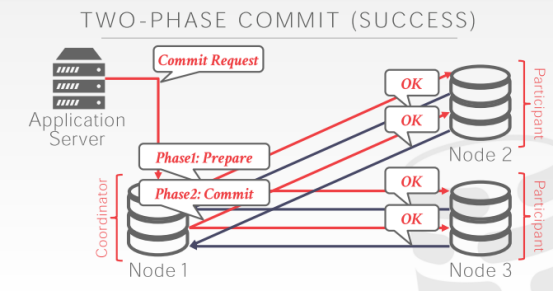 TWO-PHASE COMMIT (SUCCESS)
Commit Request
Application
Server
OK
OK
Participant
Node 2
Phase1: Prepare
Phase2: Commit
Coordinator
Node 1
OK
OK
Participant
Node 3